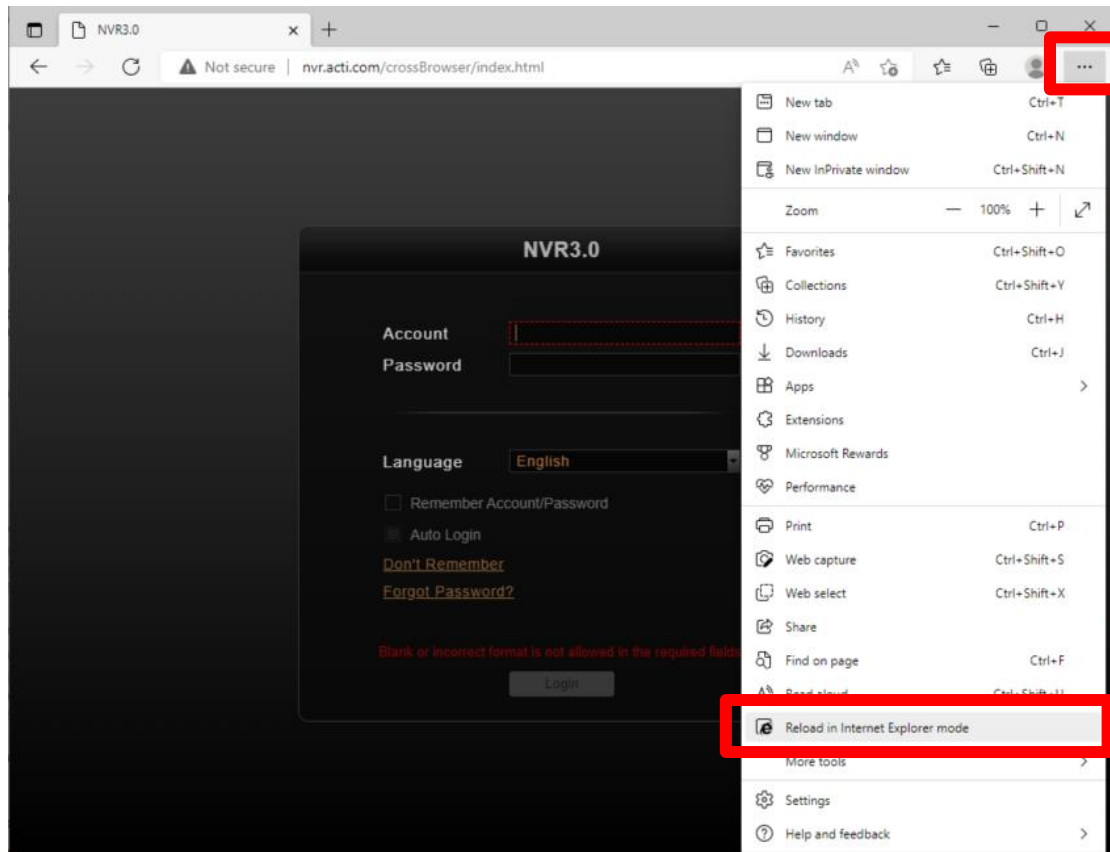 NVR3.0
Not secure | nvr.acti.com/crossBrowser/index.html
New tab Ctrl+T
New window Ctrl+N
New InPrivate window Ctrl+Shift+N
Zoom 100%
Favorites Ctrl+Shift+O
Collections Ctrl+Shift+Y
History Ctrl+H
Downloads Ctrl+J
Apps
Extensions
Microsoft Rewards
Performance
Print Ctrl+P
Web capture Ctrl+Shift+S
Web select Ctrl+Shift+X
Share
Find on page Ctrl+F
Read aloud Ctrl+Shift+U
Reload in Internet Explorer mode
More tools
Settings
Help and feedback
NVR3.0
Account
Password
Language English
Remember Account/Password
Auto Login
Don't Remember
Forgot Password?
Blank or incorrect format is not allowed in the required fields
Login